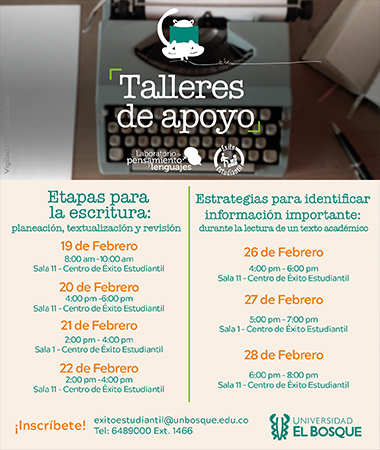 Talleres
de apoyo
Laboratorio de
pensamiento y
lenguajes
Éxito
Estudiantil
Etapas para
la escritura:
planeación, textualización y revisión
19 de Febrero
8:00 am -10:00 am
Sala 11 - Centro de Éxito Estudiantil
20 de Febrero
4:00 pm -6:00 pm
Sala 11 - Centro de Éxito Estudiantil
21 de Febrero
2:00 pm - 4:00 pm
Sala 1 - Centro de Éxito Estudiantil
22 de Febrero
2:00 pm -4:00 pm
Sala 11 - Centro de Éxito Estudiantil
Estrategias para identificar
información importante:
durante la lectura de un texto académico
26 de Febrero
4:00 pm - 6:00 pm
Sala 11 - Centro de Éxito Estudiantil
27 de Febrero
5:00 pm - 7:00 pm
Sala 1 - Centro de Éxito Estudiantil
28 de Febrero
6:00 pm - 8:00 pm
Sala 11 - Centro de Éxito Estudiantil
¡Inscríbete!
exitoestudiantil@unbosque.edu.co
Tel: 6489000 Ext. 1466
UNIVERSIDAD
EL BOSQUE